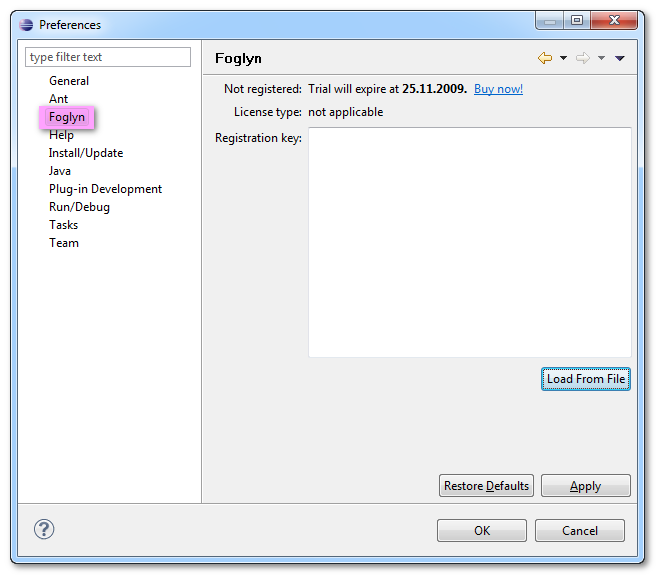 Preferences
type filter text
General
Ant
Foglyn
Help
Install/Update
Java
Plug-in Development
Run/Debug
Tasks
Team
Foglyn
Not registered: Trial will expire at 25.11.2009. Buy now!
License type: not applicable
Registration key:
Load From File
Restore Defaults Apply
? OK Cancel